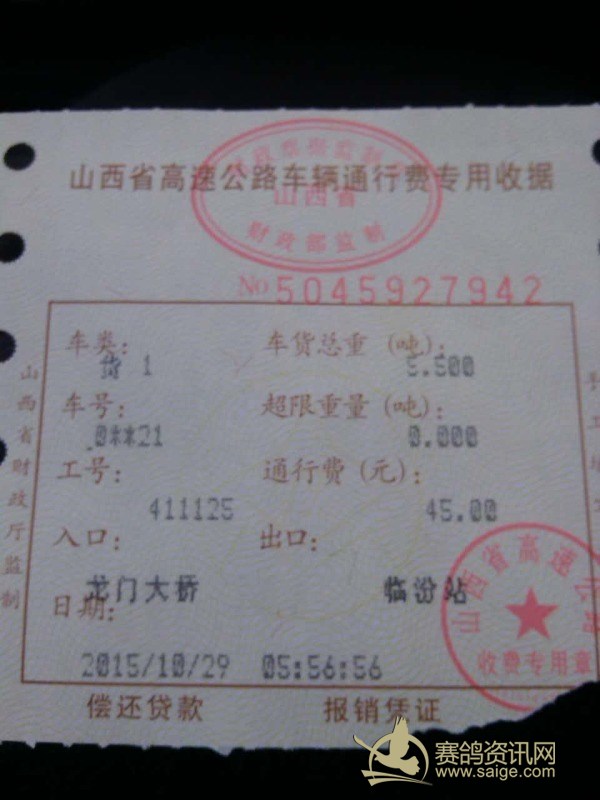 山西省高速公路车辆通行费专用收据
山西省
财政部监制
No 5045927942
车类: 车货总重 (吨):
货 1 5.500
车号: 超限重量 (吨):
0**21 0.000
工号: 通行费 (元):
411125 45.00
入口: 出口:
龙门大桥 临汾站
日期:
2015/10/29 05:56:56
偿还贷款 报销凭证
山西省财政厅监制
山西省高速公
收费专用章
赛鸽资讯网
www.saige.com